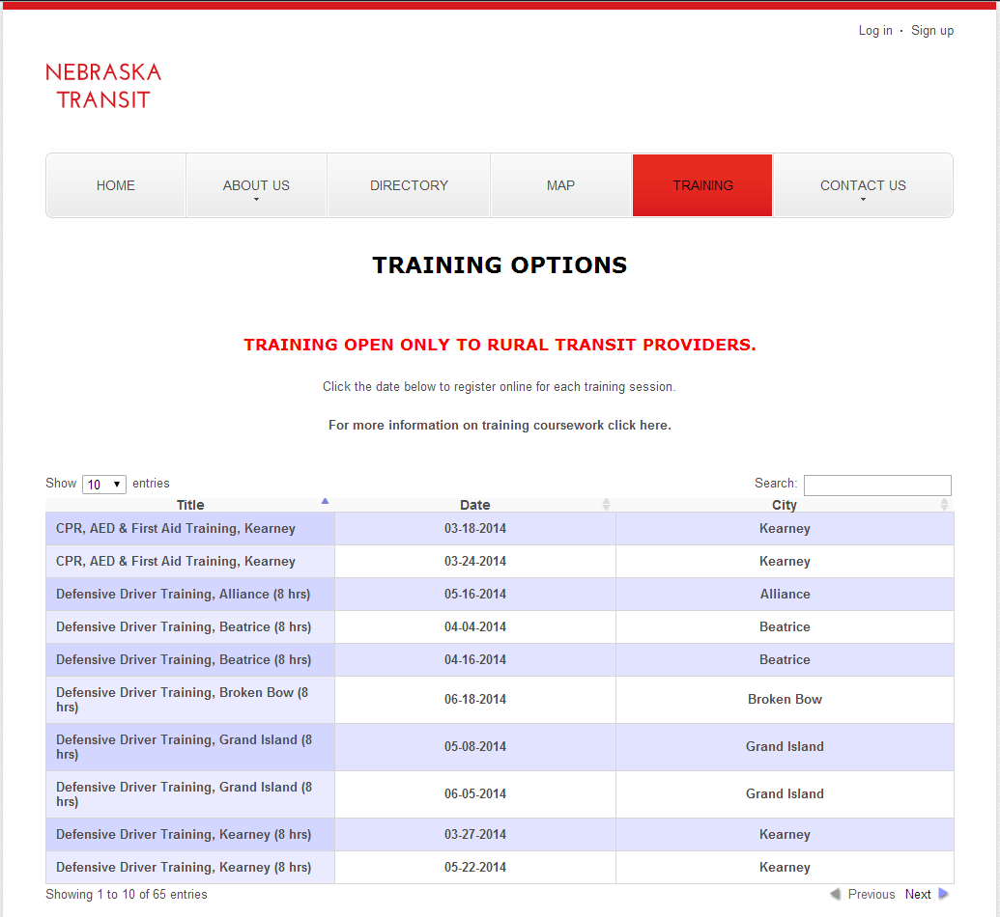 Log in · Sign up
NEBRASKA
TRANSIT
HOME ABOUT US DIRECTORY MAP TRAINING CONTACT US
TRAINING OPTIONS
TRAINING OPEN ONLY TO RURAL TRANSIT PROVIDERS.
Click the date below to register online for each training session.
For more information on training coursework click here.
Show 10 entries Search:
Title Date City
CPR, AED & First Aid Training, Kearney 03-18-2014 Kearney
CPR, AED & First Aid Training, Kearney 03-24-2014 Kearney
Defensive Driver Training, Alliance (8 hrs) 05-16-2014 Alliance
Defensive Driver Training, Beatrice (8 hrs) 04-04-2014 Beatrice
Defensive Driver Training, Beatrice (8 hrs) 04-16-2014 Beatrice
Defensive Driver Training, Broken Bow (8
hrs) 06-18-2014 Broken Bow
Defensive Driver Training, Grand Island (8
hrs) 05-08-2014 Grand Island
Defensive Driver Training, Grand Island (8
hrs) 06-05-2014 Grand Island
Defensive Driver Training, Kearney (8 hrs) 03-27-2014 Kearney
Defensive Driver Training, Kearney (8 hrs) 05-22-2014 Kearney
Showing 1 to 10 of 65 entries Previous Next